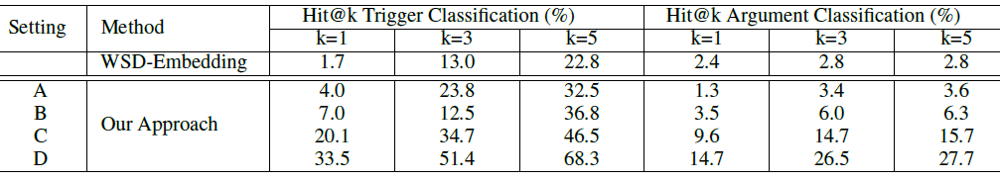 Setting Method Hit@k Trigger Classification (%) Hit@k Argument Classification (%)
k=1 k=3 k=5 k=1 k=3 k=5
WSD-Embedding 1.7 13.0 22.8 2.4 2.8 2.8
A Our Approach 4.0 23.8 32.5 1.3 3.4 3.6
B 7.0 12.5 36.8 3.5 6.0 6.3
C 20.1 34.7 46.5 9.6 14.7 15.7
D 33.5 51.4 68.3 14.7 26.5 27.7